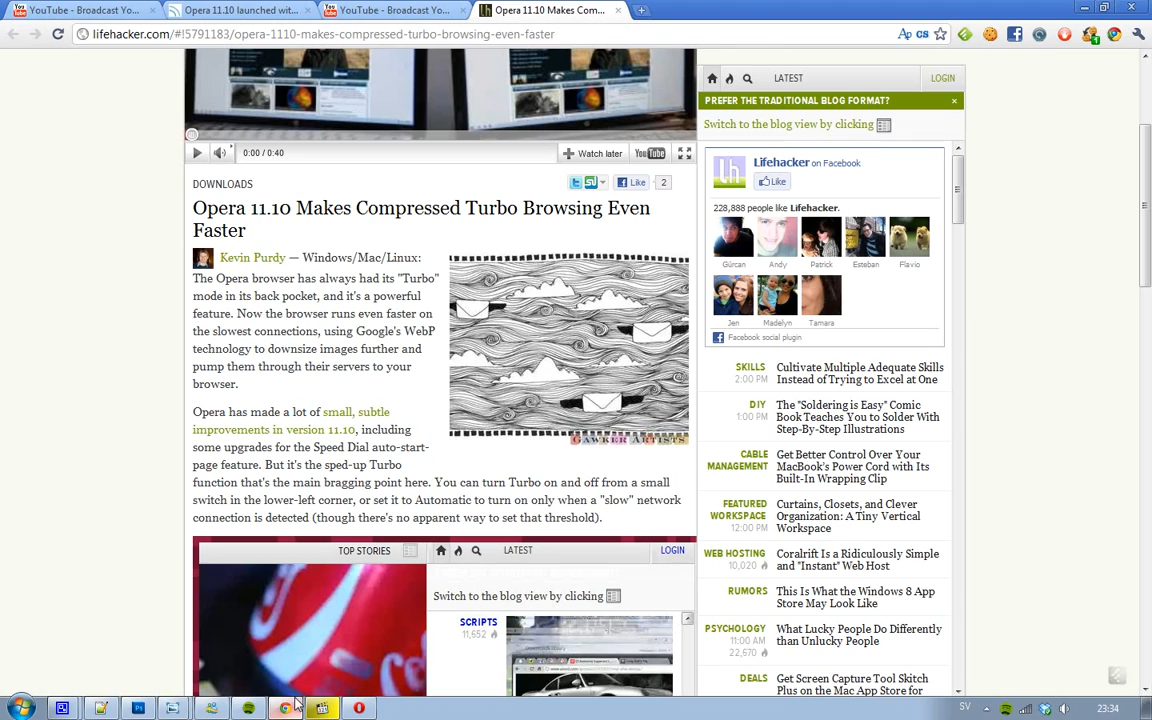 YouTube - Broadcast Yo...
Opera 11.10 launched wit...
YouTube - Broadcast Yo...
Opera 11.10 Makes Com...
lifehacker.com/#!5791183/opera-1110-makes-compressed-turbo-browsing-even-faster
LATEST
LOGIN
PREFER THE TRADITIONAL BLOG FORMAT?
Switch to the blog view by clicking
0:00 / 0:40
Watch later
YouTube
DOWNLOADS
Like 2
Opera 11.10 Makes Compressed Turbo Browsing Even
Faster
Kevin Purdy — Windows/Mac/Linux:
The Opera browser has always had its "Turbo"
mode in its back pocket, and it's a powerful
feature. Now the browser runs even faster on
the slowest connections, using Google's WebP
technology to downsize images further and
pump them through their servers to your
browser.
GAWKER ARTISTS
Opera has made a lot of small, subtle
improvements in version 11.10, including
some upgrades for the Speed Dial auto-start-
page feature. But it's the sped-up Turbo
function that's the main bragging point here. You can turn Turbo on and off from a small
switch in the lower-left corner, or set it to Automatic to turn on only when a "slow" network
connection is detected (though there's no apparent way to set that threshold).
TOP STORIES
LATEST
LOGIN
Switch to the blog view by clicking
SCRIPTS
11,652
Lifehacker on Facebook
Like
228,888 people like Lifehacker.
Gürcan Andy Patrick Esteban Flavio
Jen Madelyn Tamara
Facebook social plugin
SKILLS
2:00 PM
Cultivate Multiple Adequate Skills
Instead of Trying to Excel at One
DIY
1:00 PM
The "Soldering is Easy" Comic
Book Teaches You to Solder With
Step-By-Step Illustrations
CABLE
MANAGEMENT
Get Better Control Over Your
MacBook's Power Cord with Its
Built-In Wrapping Clip
FEATURED
WORKSPACE
12:00 PM
Curtains, Closets, and Clever
Organization: A Tiny Vertical
Workspace
WEB HOSTING
10,020
Coralrift Is a Ridiculously Simple
and "Instant" Web Host
RUMORS
This Is What the Windows 8 App
Store May Look Like
PSYCHOLOGY
11:00 AM
22,570
What Lucky People Do Differently
than Unlucky People
DEALS
Get Screen Capture Tool Skitch
Plus on the Mac App Store for
SV
23:34